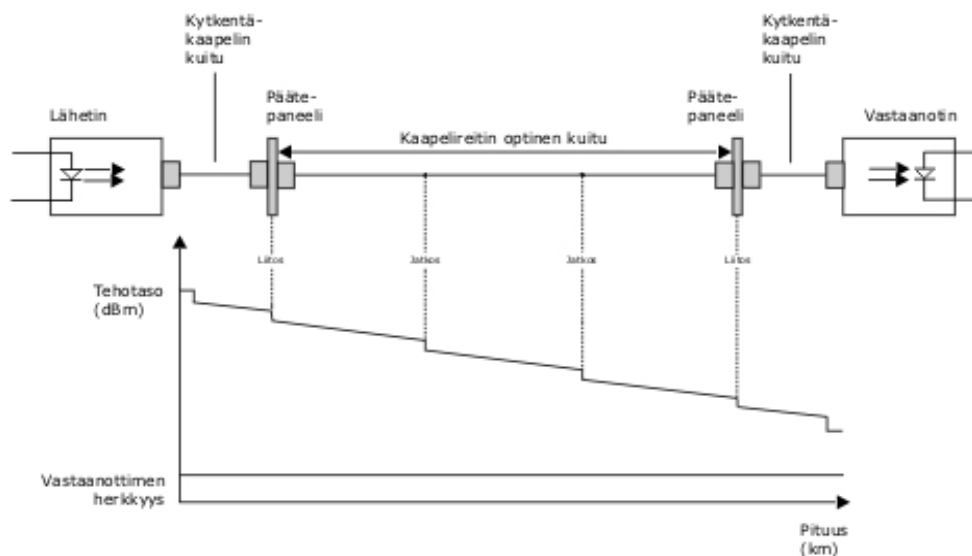 Kytkentä-
kaapelin
kuitu
Kytkentä-
kaapelin
kuitu
Lähetin
Pääte-
paneeli
Kaapelireitin optinen kuitu
Pääte-
paneeli
Vastaanotin
Liitos
Jatkos
Jatkos
Liitos
Tehotaso
(dBm)
Vastaanottimen
herkkyys
Pituus
(km)